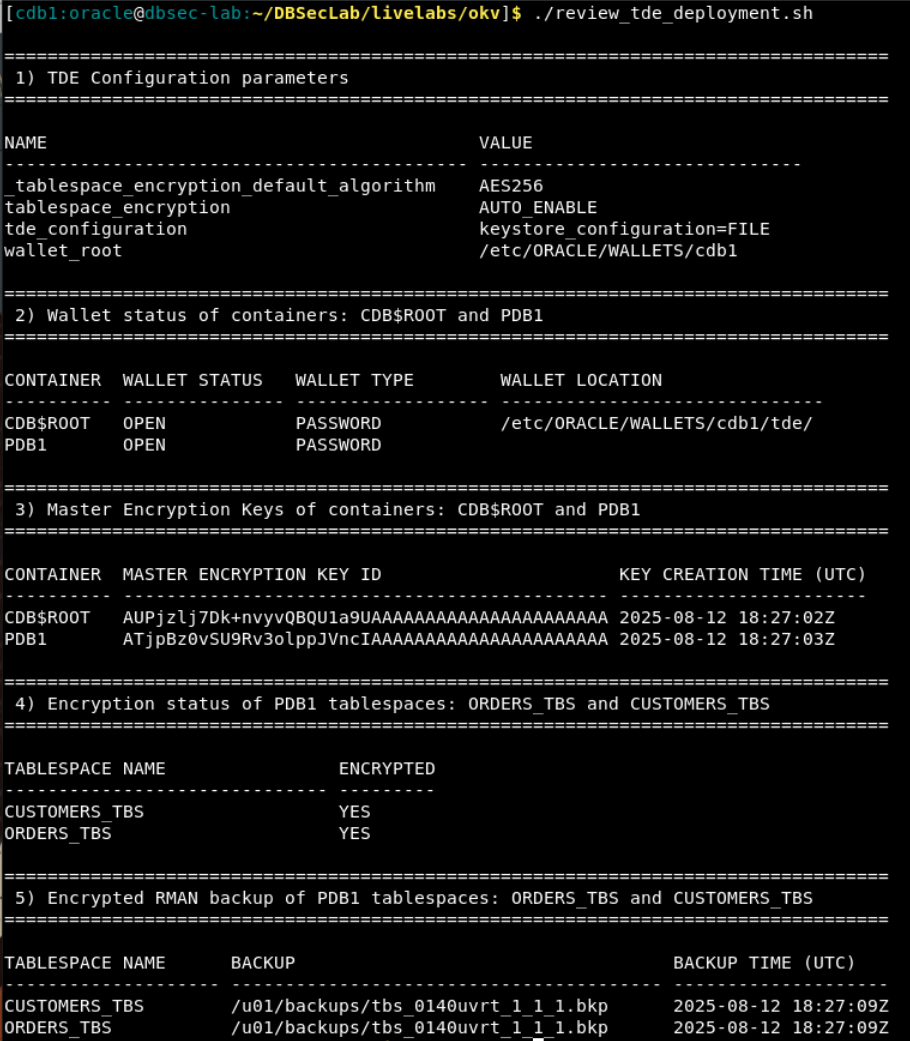 [cdb1:oracle@dbsec-lab:~/DBSecLab/livelabs/okv]$ ./review_tde_deployment.sh
==================================================================================
1) TDE Configuration parameters
==================================================================================
NAME VALUE
------------------------------------------- ------------------------------
_tablespace_encryption_default_algorithm AES256
tablespace_encryption AUTO_ENABLE
tde_configuration keystore_configuration=FILE
wallet_root /etc/ORACLE/WALLETS/cdb1
==================================================================================
2) Wallet status of containers: CDB$ROOT and PDB1
==================================================================================
CONTAINER WALLET STATUS WALLET TYPE WALLET LOCATION
---------- --------------- ------------------ ------------------------------
CDB$ROOT OPEN PASSWORD /etc/ORACLE/WALLETS/cdb1/tde/
PDB1 OPEN PASSWORD
==================================================================================
3) Master Encryption Keys of containers: CDB$ROOT and PDB1
==================================================================================
CONTAINER MASTER ENCRYPTION KEY ID KEY CREATION TIME (UTC)
---------- --------------------------------------------- -----------------------
CDB$ROOT AUPjzlj7Dk+nvyvQBQU1a9UAAAAAAAAAAAAAAAAAAAAAA 2025-08-12 18:27:02Z
PDB1 ATjpBz0vSU9Rv3olppJVncIAAAAAAAAAAAAAAAAAAAAAA 2025-08-12 18:27:03Z
==================================================================================
4) Encryption status of PDB1 tablespaces: ORDERS_TBS and CUSTOMERS_TBS
==================================================================================
TABLESPACE NAME ENCRYPTED
------------------------------ ---------
CUSTOMERS_TBS YES
ORDERS_TBS YES
==================================================================================
5) Encrypted RMAN backup of PDB1 tablespaces: ORDERS_TBS and CUSTOMERS_TBS
==================================================================================
TABLESPACE NAME BACKUP BACKUP TIME (UTC)
-------------------- ---------------------------------------- --------------------
CUSTOMERS_TBS /u01/backups/tbs_0140uvrt_1_1_1.bkp 2025-08-12 18:27:09Z
ORDERS_TBS /u01/backups/tbs_0140uvrt_1_1_1.bkp 2025-08-12 18:27:09Z